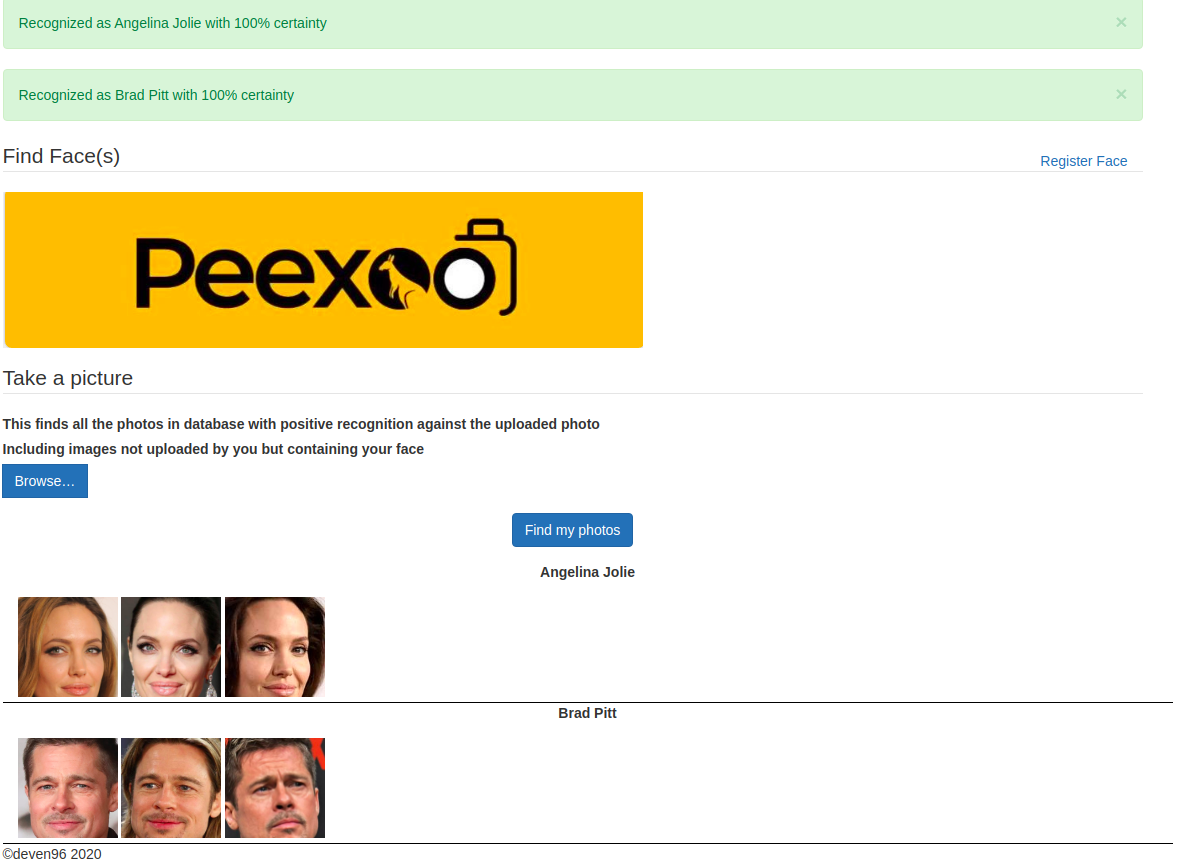 Recognized as Angelina Jolie with 100% certainty ×
Recognized as Brad Pitt with 100% certainty ×
Find Face(s)
Register Face
Peexoo
Take a picture
This finds all the photos in database with positive recognition against the uploaded photo
Including images not uploaded by you but containing your face
Browse…
Find my photos
Angelina Jolie
Brad Pitt
©deven96 2020